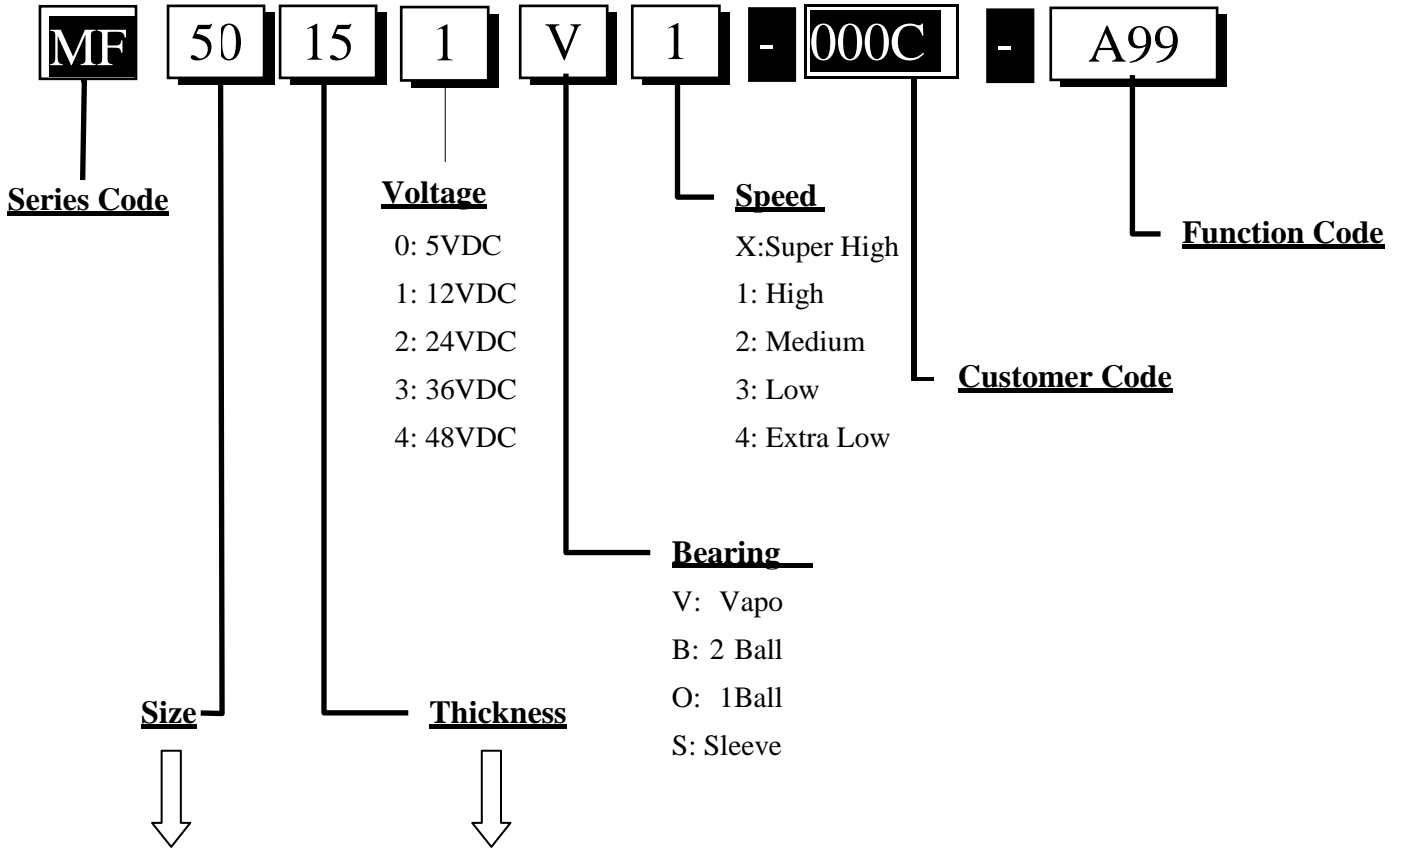 MF 50 15 1 V 1 - 000C - A99
Series Code
Voltage
0: 5VDC
1: 12VDC
2: 24VDC
3: 36VDC
4: 48VDC
Speed
X:Super High
1: High
2: Medium
3: Low
4: Extra Low
Function Code
Customer Code
Bearing
V: Vapo
B: 2 Ball
O: 1Ball
S: Sleeve
Size
Thickness